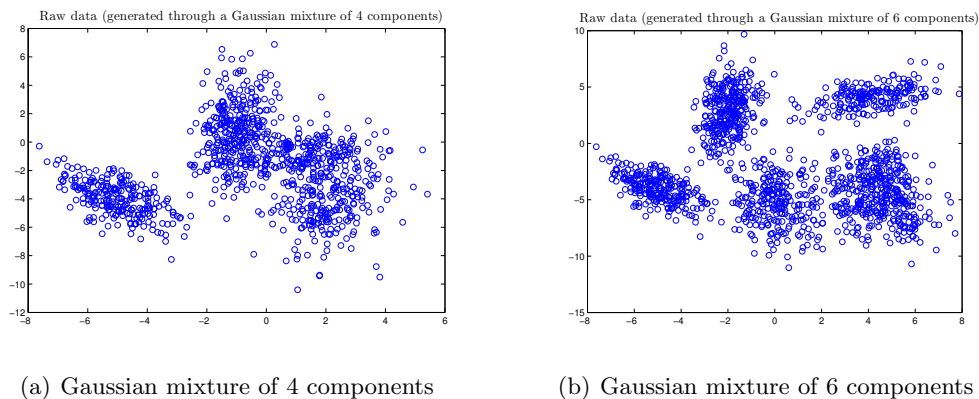 Raw data (generated through a Gaussian mixture of 4 components)
8
6
4
2
0
−2
−4
−6
−8
−10
−12
−8 −6 −4 −2 0 2 4 6
(a) Gaussian mixture of 4 components
Raw data (generated through a Gaussian mixture of 6 components)
10
5
0
−5
−10
−15
−8 −6 −4 −2 0 2 4 6 8
(b) Gaussian mixture of 6 components